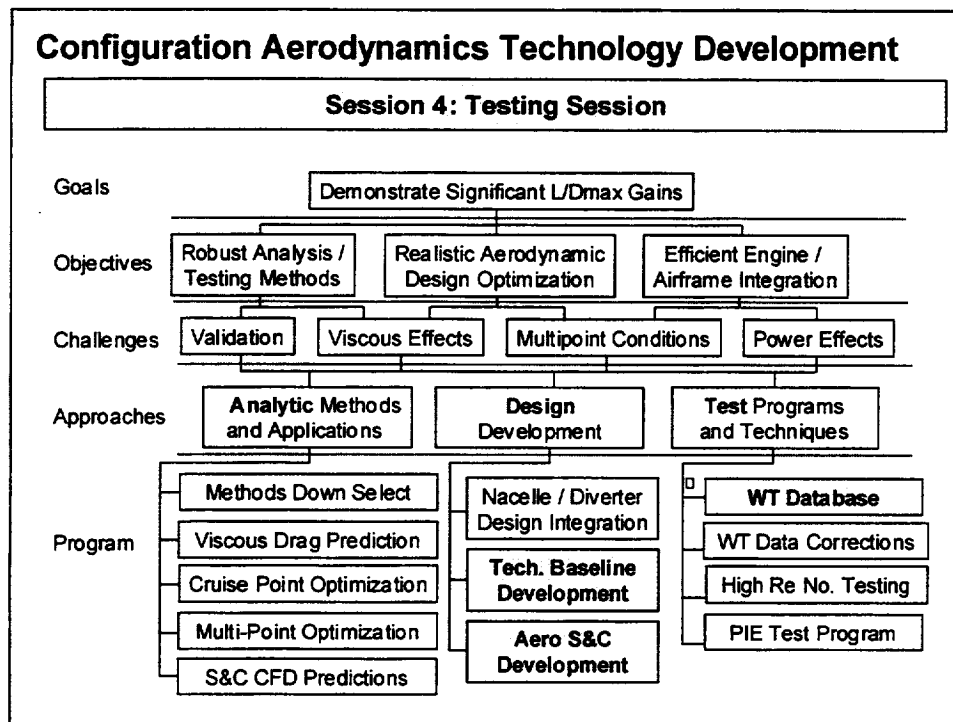 Configuration Aerodynamics Technology Development
Session 4: Testing Session
Goals
Demonstrate Significant L/Dmax Gains
Objectives
Robust Analysis /
Testing Methods
Realistic Aerodynamic
Design Optimization
Efficient Engine /
Airframe Integration
Challenges
Validation
Viscous Effects
Multipoint Conditions
Power Effects
Approaches
Analytic Methods
and Applications
Design
Development
Test Programs
and Techniques
Program
Methods Down Select
Viscous Drag Prediction
Cruise Point Optimization
Multi-Point Optimization
S&C CFD Predictions
Nacelle / Diverter
Design Integration
Tech. Baseline
Development
Aero S&C
Development
WT Database
WT Data Corrections
High Re No. Testing
PIE Test Program